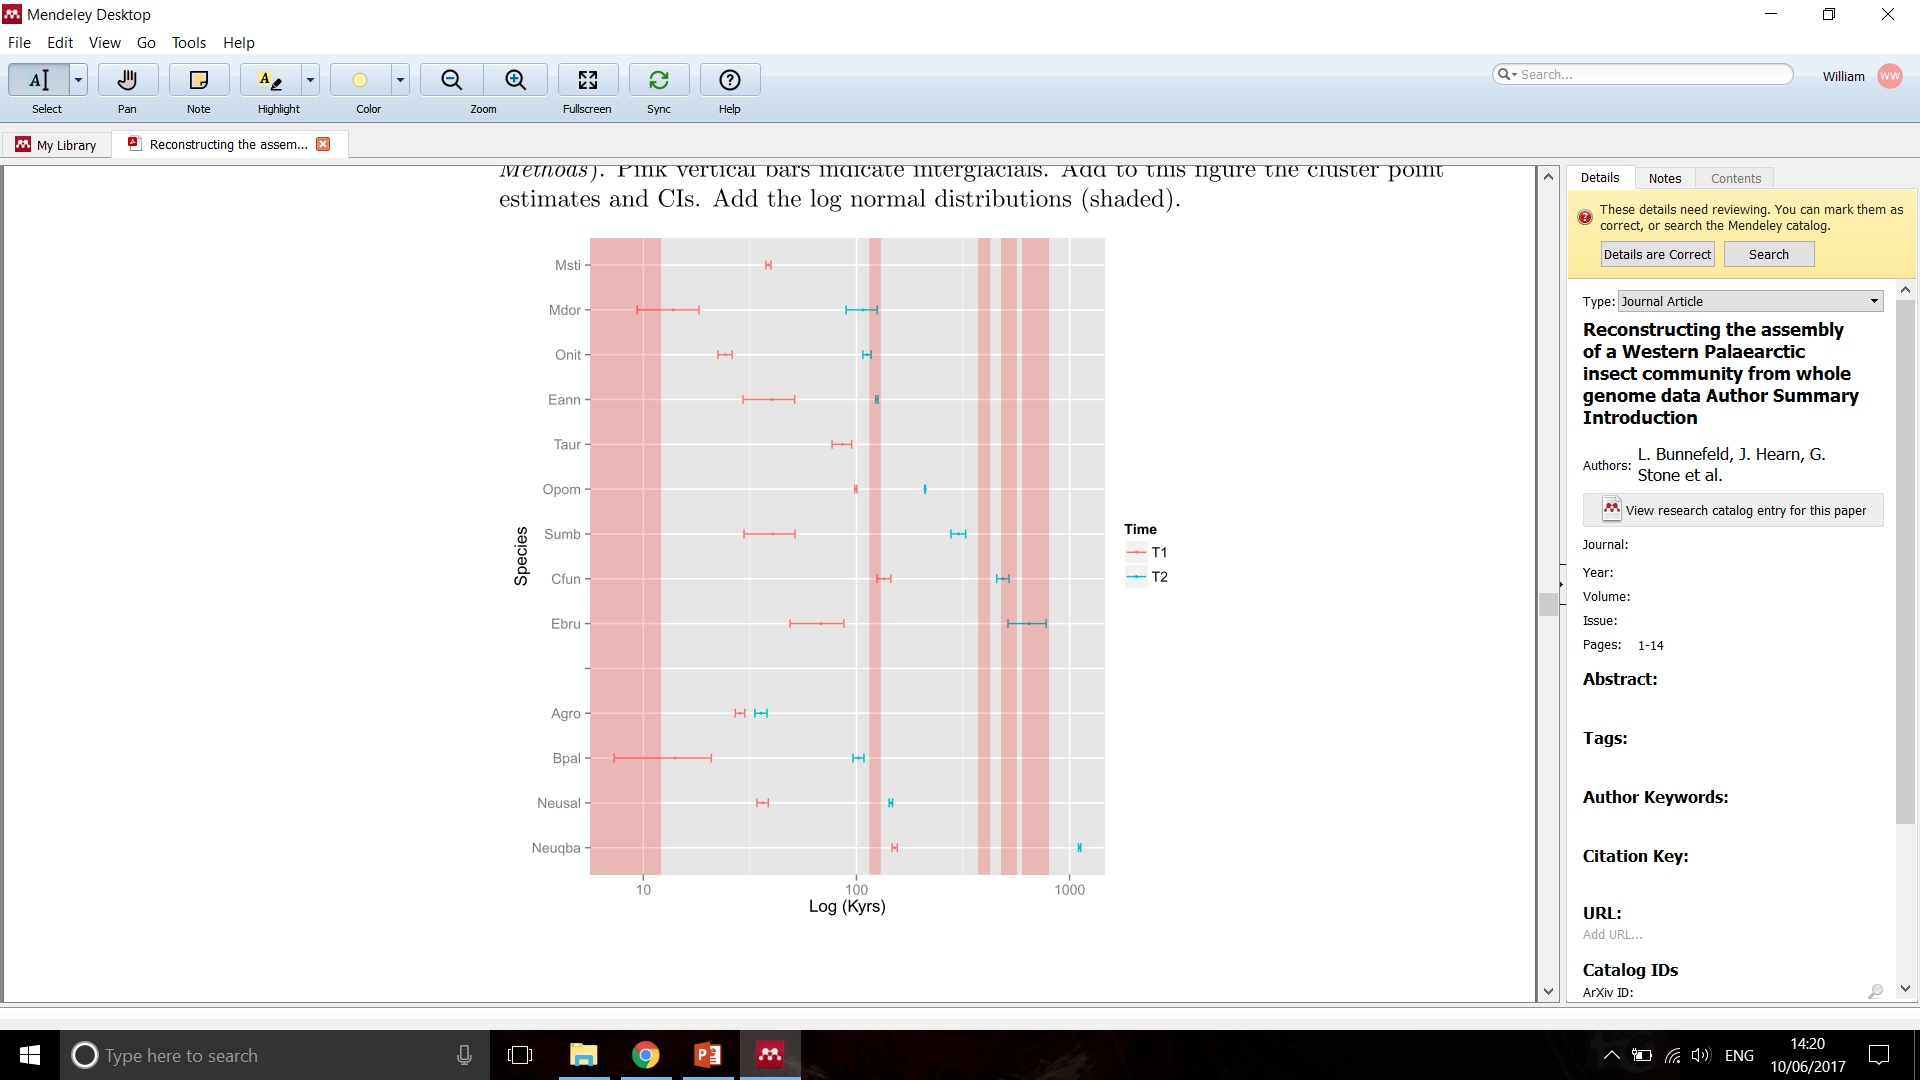 Mendeley Desktop
File Edit View Go Tools Help
Select Pan Note Highlight Color Zoom Fullscreen Sync Help
Search...
William WW
My Library
Reconstructing the assem...
Methods). Pink vertical bars indicate interglacials. Add to this figure the cluster point
estimates and CIs. Add the log normal distributions (shaded).
Species
Msti
Mdor
Onit
Eann
Taur
Opom
Sumb
Cfun
Ebru
Agro
Bpal
Neusal
Neuqba
10 100 1000
Log (Kyrs)
Time
T1
T2
Details Notes Contents
These details need reviewing. You can mark them as
correct, or search the Mendeley catalog.
Details are Correct Search
Type: Journal Article
Reconstructing the assembly
of a Western Palaearctic
insect community from whole
genome data Author Summary
Introduction
Authors: L. Bunnefeld, J. Hearn, G.
Stone et al.
View research catalog entry for this paper
Journal:
Year:
Volume:
Issue:
Pages: 1-14
Abstract:
Tags:
Author Keywords:
Citation Key:
URL:
Add URL...
Catalog IDs
ArXiv ID:
Type here to search
ENG
14:20
10/06/2017